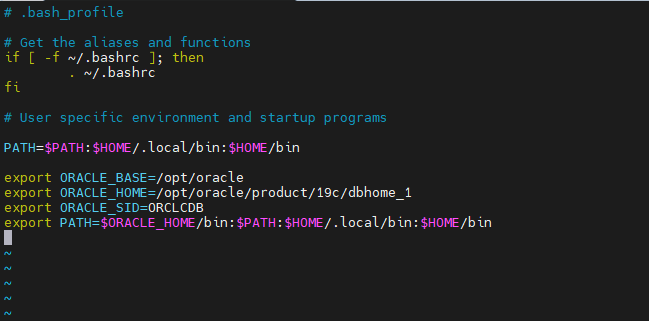 # .bash_profile
# Get the aliases and functions
if [ -f ~/.bashrc ]; then
        . ~/.bashrc
fi
# User specific environment and startup programs
PATH=$PATH:$HOME/.local/bin:$HOME/bin
export ORACLE_BASE=/opt/oracle
export ORACLE_HOME=/opt/oracle/product/19c/dbhome_1
export ORACLE_SID=ORCLCDB
export PATH=$ORACLE_HOME/bin:$PATH:$HOME/.local/bin:$HOME/bin
~
~
~
~
~